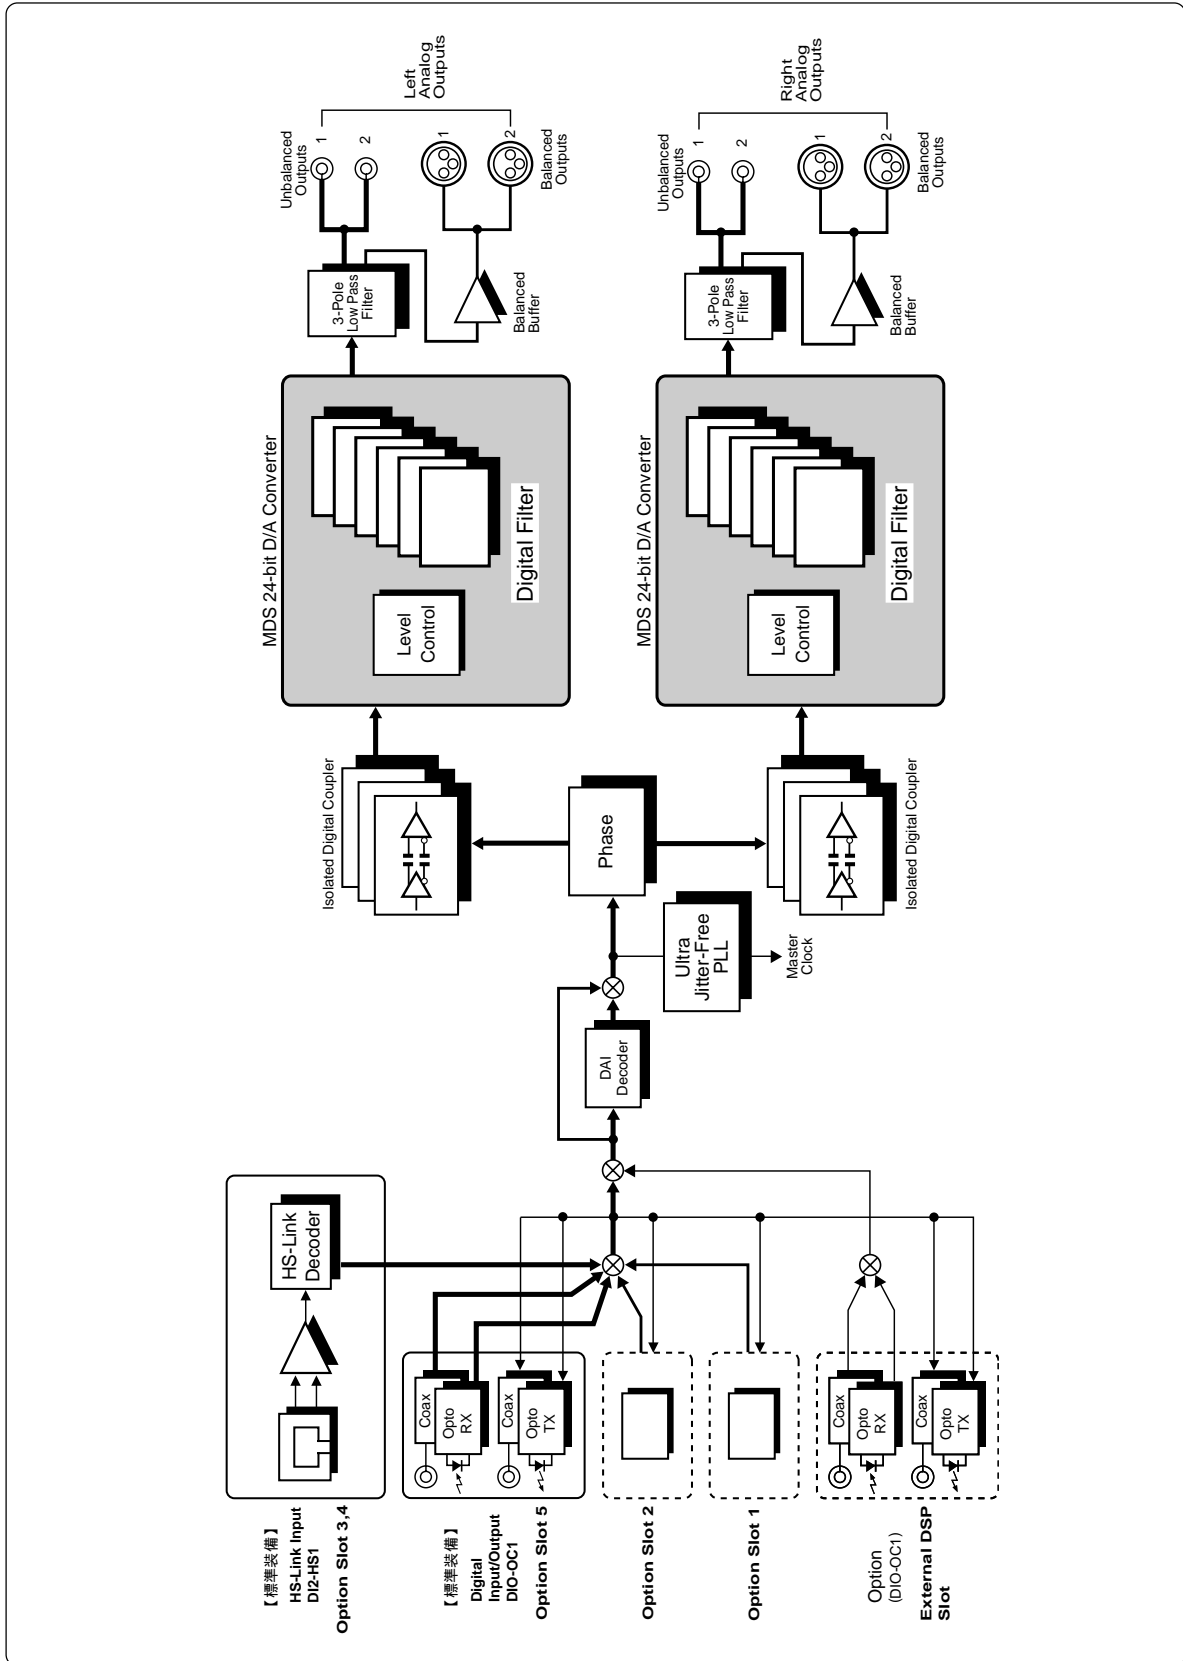 【標準装備】
HS-Link Input
DI2-HS1
Option Slot 3,4
HS-Link
Decoder
【標準装備】
Digital
Input/Output
DIO-OC1
Option Slot 5
Coax
Opto
RX
Coax
Opto
TX
Option Slot 2
Option Slot 1
Option
(DIO-OC1)
External DSP
Slot
Coax
Opto
RX
Coax
Opto
TX
DAI
Decoder
Ultra
Jitter-Free
PLL
Master
Clock
Phase
Isolated Digital Coupler
Isolated Digital Coupler
MDS 24-bit D/A Converter
Level
Control
Digital Filter
MDS 24-bit D/A Converter
Level
Control
Digital Filter
3-Pole
Low Pass
Filter
Balanced
Buffer
Unbalanced
Outputs
1
2
1
2
Balanced
Outputs
Left
Analog
Outputs
3-Pole
Low Pass
Filter
Balanced
Buffer
Unbalanced
Outputs
1
2
1
2
Balanced
Outputs
Right
Analog
Outputs